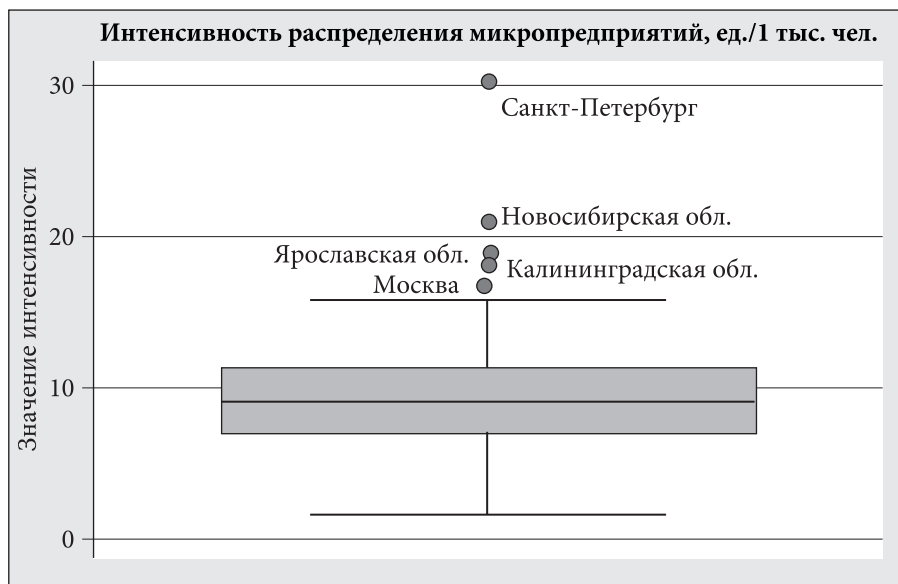 Интенсивность распределения микропредприятий, ед./1 тыс. чел.
Значение интенсивности
30
Санкт-Петербург
Новосибирская обл.
20
Ярославская обл.
Калининградская обл.
Москва
10
0